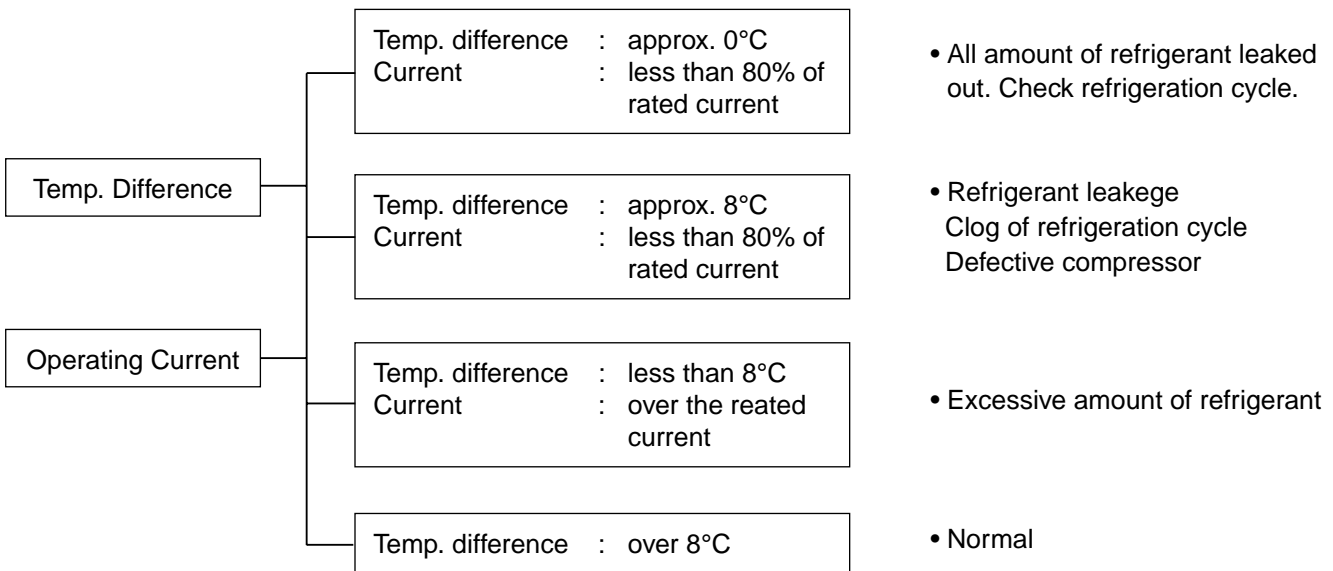 Temp. difference : approx. 0°C
Current : less than 80% of
rated current
• All amount of refrigerant leaked
out. Check refrigeration cycle.
Temp. Difference
Temp. difference : approx. 8°C
Current : less than 80% of
rated current
• Refrigerant leakege
Clog of refrigeration cycle
Defective compressor
Operating Current
Temp. difference : less than 8°C
Current : over the reated
current
• Excessive amount of refrigerant
Temp. difference : over 8°C
• Normal